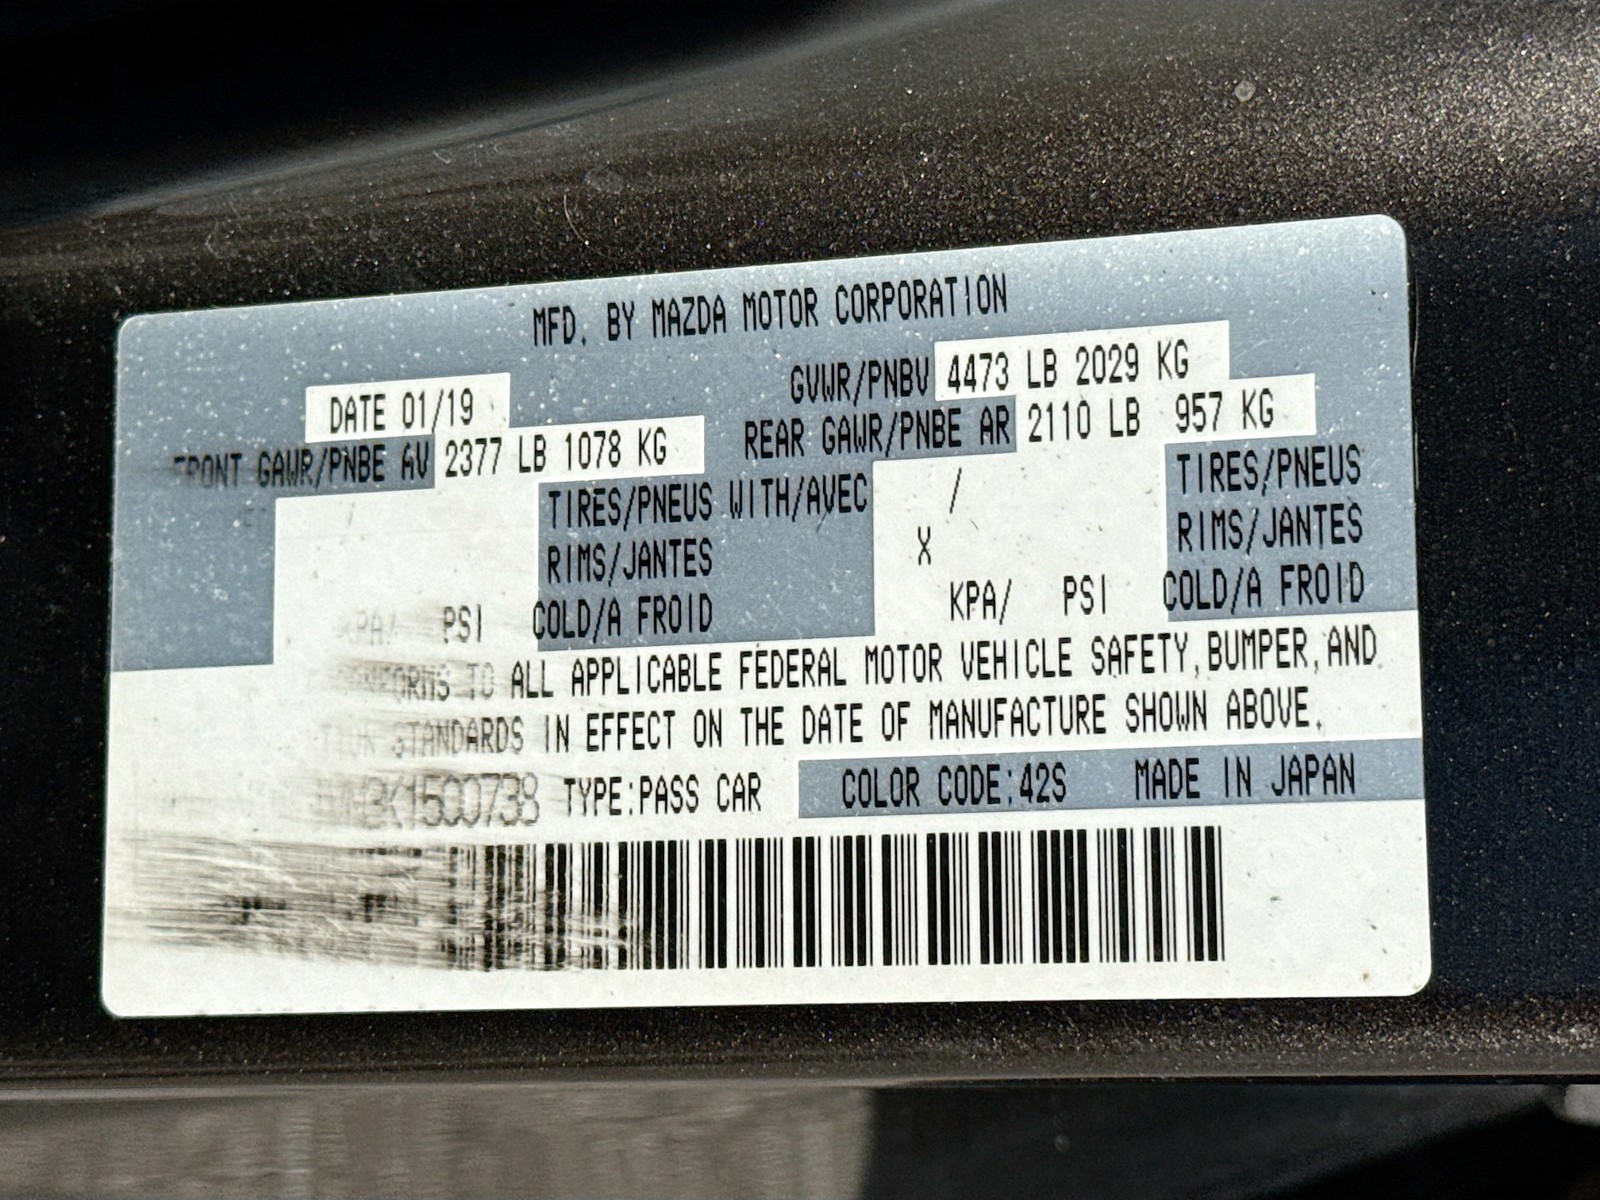 MFD. BY MAZDA MOTOR CORPORATION
DATE 01/19
GVWR/PNBV 4473 LB 2029 KG
FRONT GAWR/PNBE AV 2377 LB 1078 KG
REAR GAWR/PNBE AR 2110 LB 957 KG
TIRES/PNEUS WITH/AVEC / TIRES/PNEUS
RIMS/JANTES X RIMS/JANTES
KPA/ PSI COLD/A FROID KPA/ PSI COLD/A FROID
CONFORMS TO ALL APPLICABLE FEDERAL MOTOR VEHICLE SAFETY, BUMPER, AND
STANDARDS IN EFFECT ON THE DATE OF MANUFACTURE SHOWN ABOVE.
TYPE:PASS CAR COLOR CODE:42S MADE IN JAPAN